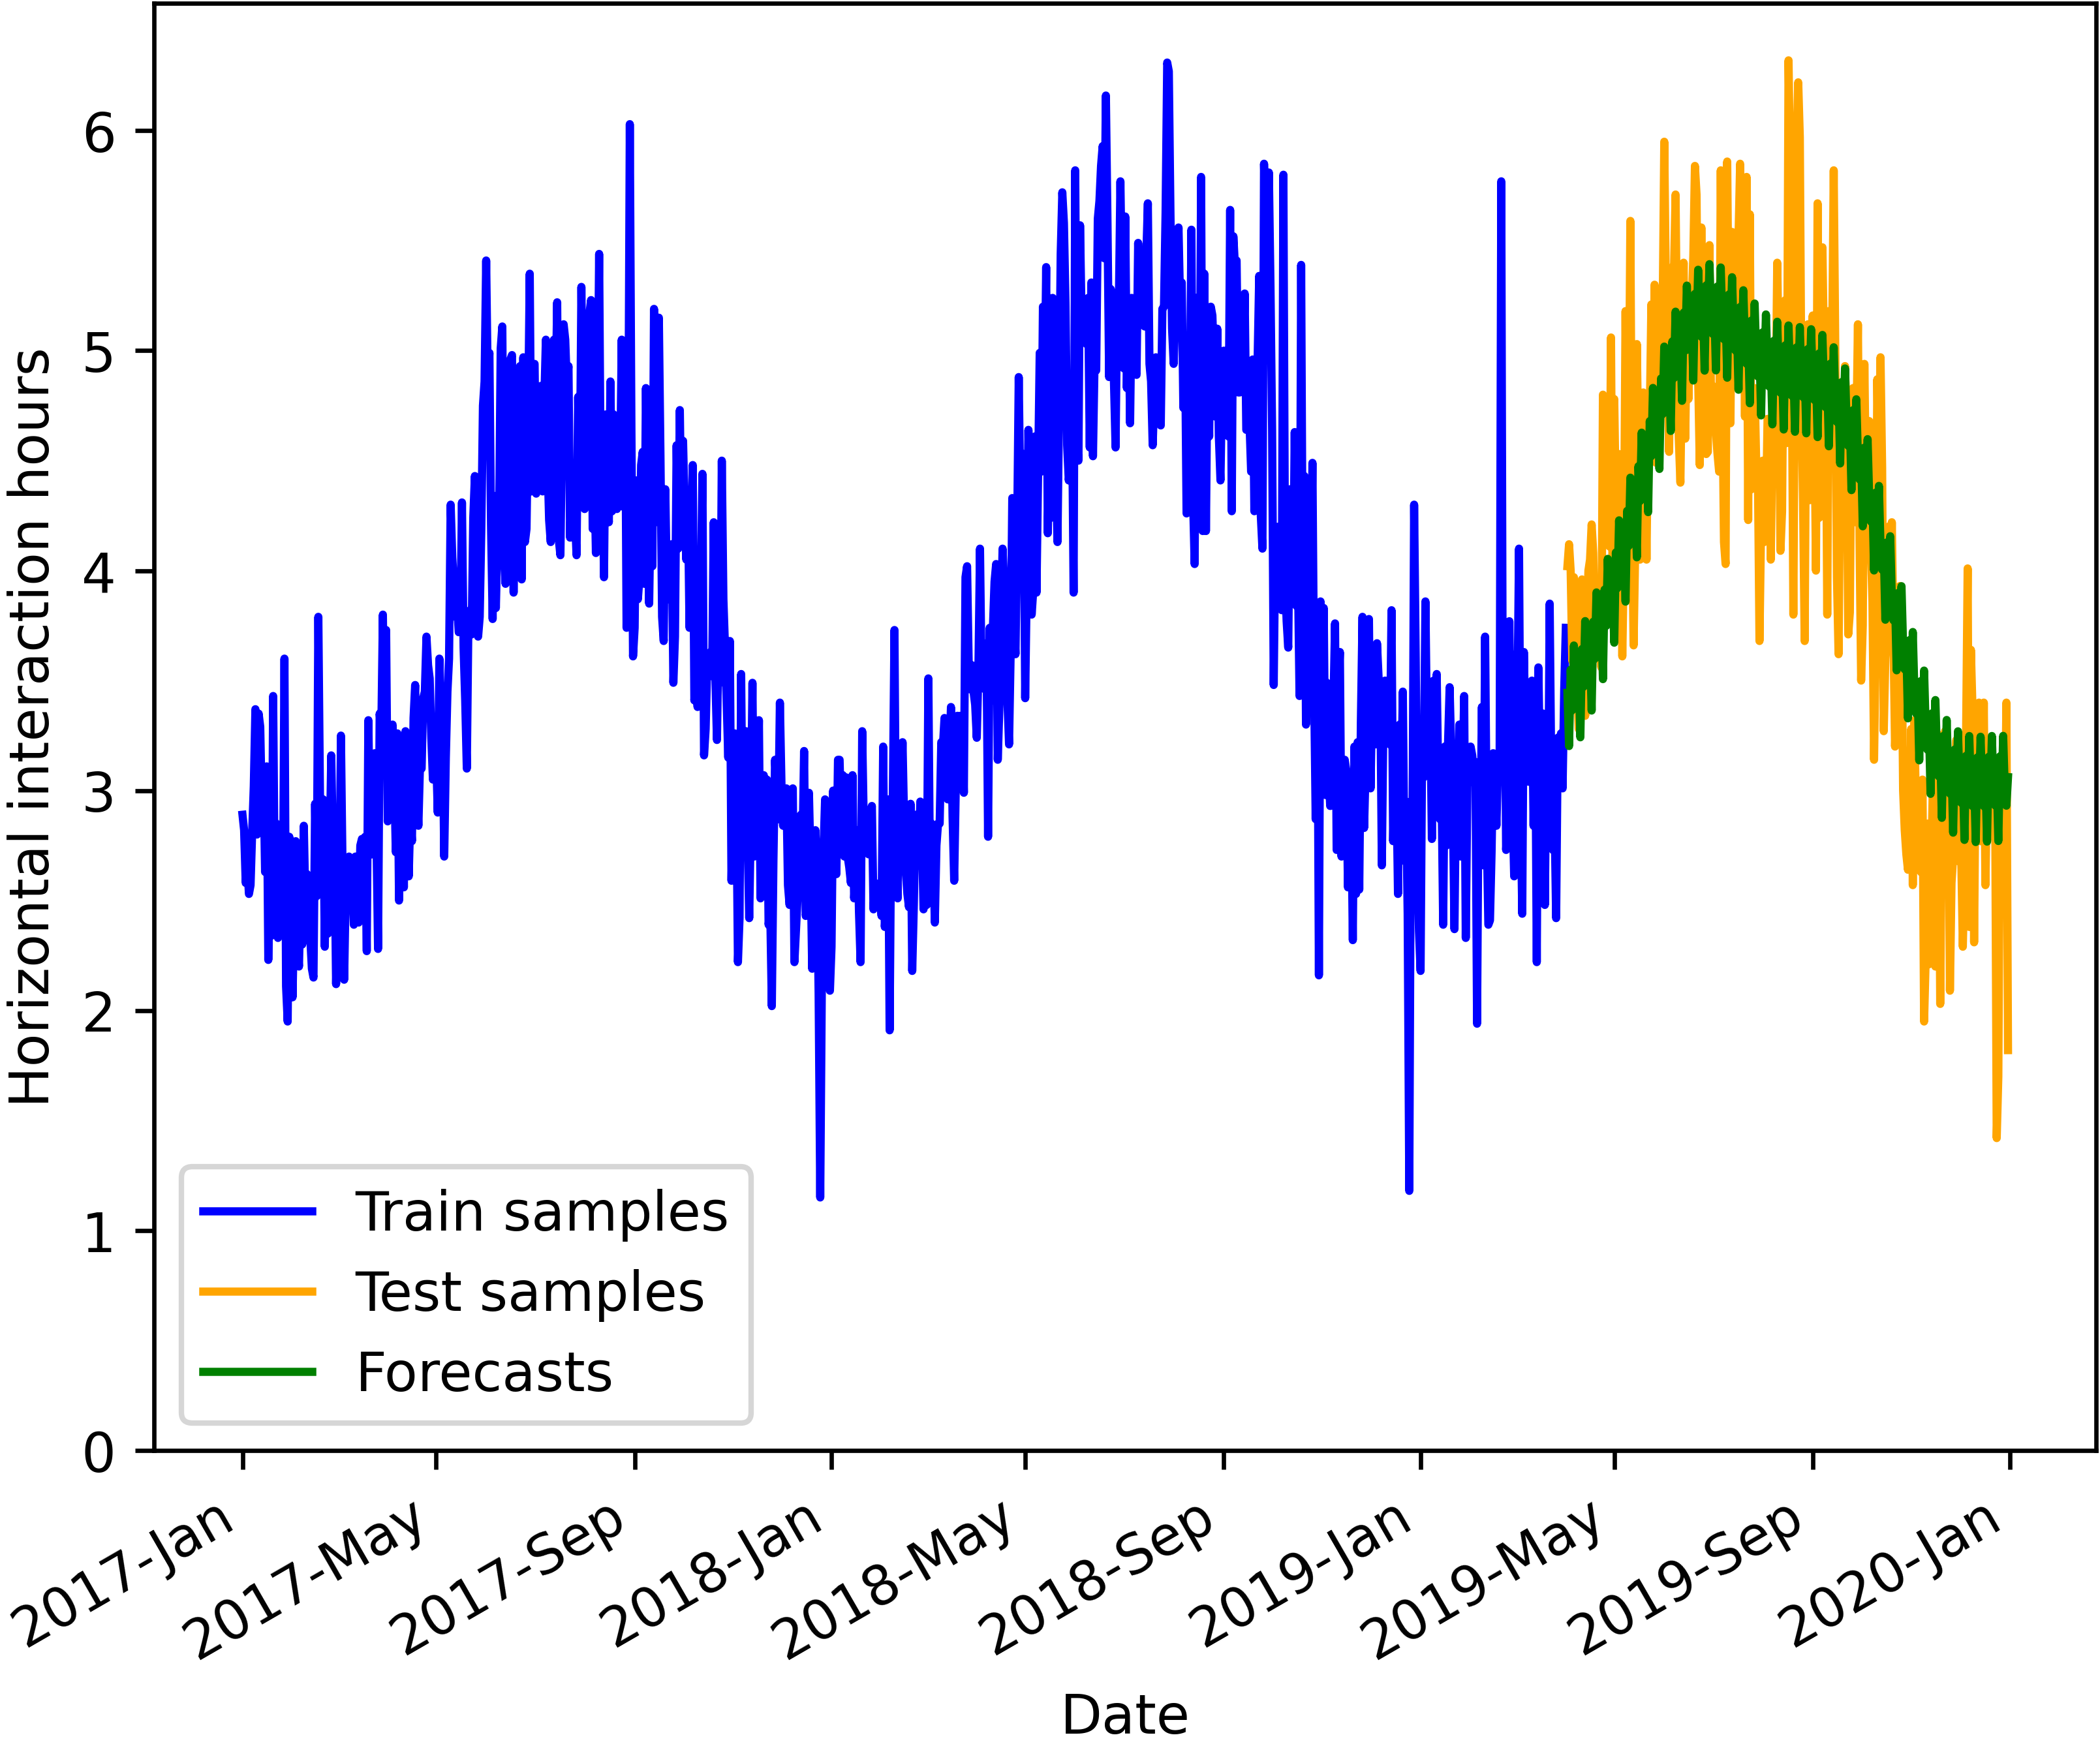 Horizontal interaction hours
6
5
4
3
2
1
0
Train samples
Test samples
Forecasts
2017-Jan
2017-May
2017-Sep
2018-Jan
2018-May
2018-Sep
2019-Jan
2019-May
2019-Sep
2020-Jan
Date